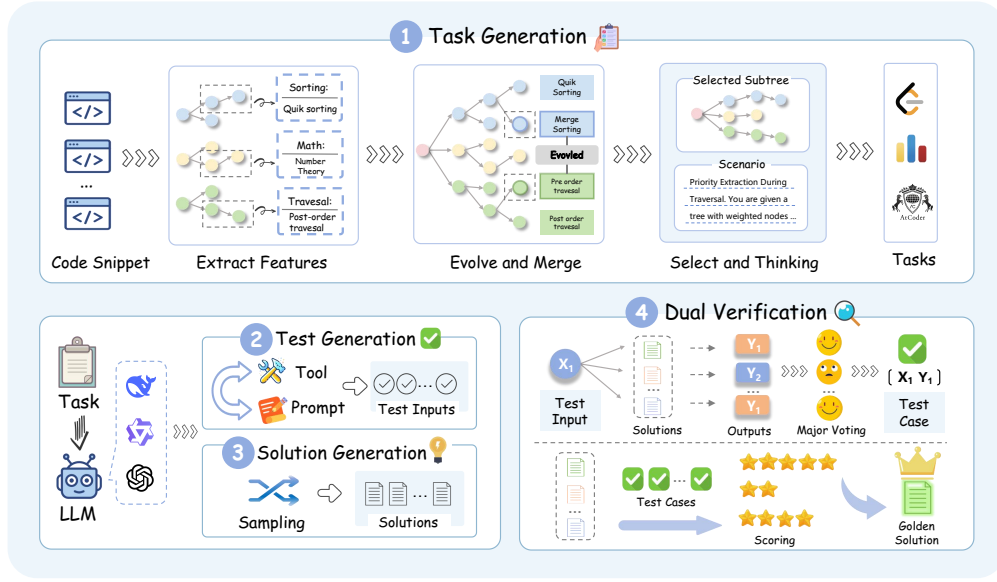 1 Task Generation
</>
</>
...
</>
Code Snippet
Sorting:
Quik sorting
Math:
Number
Theory
Travesal:
Post-order
travesal
Extract Features
Quik
Sorting
Merge
Sorting
Evovled
Pre order
travesal
Post order
travesal
Evolve and Merge
Selected Subtree
Scenario
Priority Extraction During
Traversal. You are given a
tree with weighted nodes ...
Select and Thinking
AtCoder
Tasks
Task
LLM
2 Test Generation
Tool
Prompt
...
Test Inputs
3 Solution Generation
Sampling
...
Solutions
4 Dual Verification
X1
Test
Input
...
Solutions
Y1
Y2
...
Y1
Outputs
...
Major Voting
[ X1 Y1 ]
Test
Case
...
...
Test Cases
Scoring
Golden
Solution